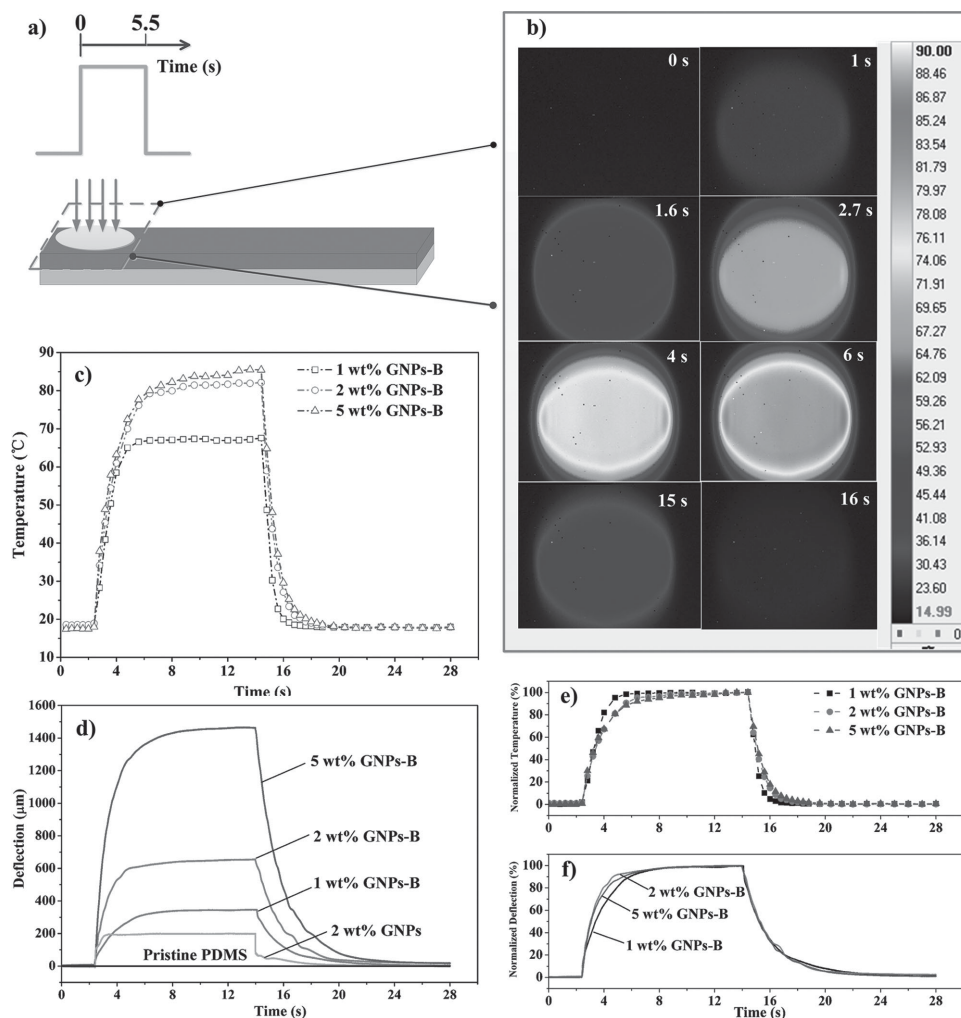 a)
0 5.5
Time (s)
b)
0 s
1 s
1.6 s
2.7 s
4 s
6 s
15 s
16 s
90.00
88.46
86.87
85.24
83.54
81.79
79.97
78.08
76.11
74.06
71.91
69.65
67.27
64.76
62.09
59.26
56.21
52.93
49.36
45.44
41.08
36.14
30.43
23.60
14.99
0
c)
1 wt% GNPs-B
2 wt% GNPs-B
5 wt% GNPs-B
Temperature (℃)
90
80
70
60
50
40
30
20
10
0 4 8 12 16 20 24 28
Time (s)
d)
5 wt% GNPs-B
2 wt% GNPs-B
1 wt% GNPs-B
2 wt% GNPs
Pristine PDMS
Deflection (μm)
1600
1400
1200
1000
800
600
400
200
0
0 4 8 12 16 20 24 28
Time (s)
e)
1 wt% GNPs-B
2 wt% GNPs-B
5 wt% GNPs-B
Normalized Temperature (%)
100
80
60
40
20
0
0 4 8 12 16 20 24 28
f)
2 wt% GNPs-B
5 wt% GNPs-B
1 wt% GNPs-B
Normalized Deflection (%)
100
80
60
40
20
0
0 4 8 12 16 20 24 28
Time (s)